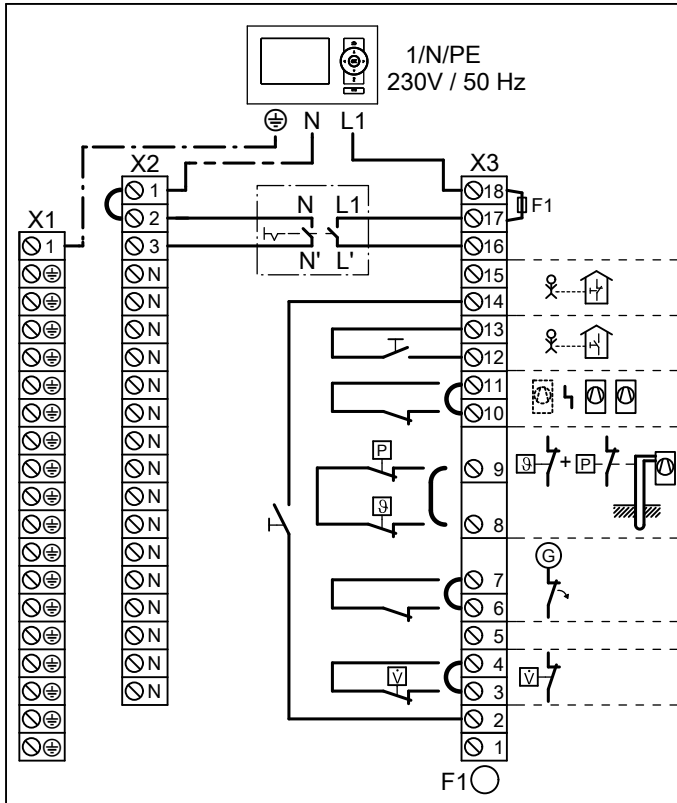 1/N/PE
230V / 50 Hz
N L1
X2 X3
1 18
X1 2 N L1 17 F1
1 3 N' L' 16
N 15
N 14
N 13
N 12
N 11
N 10
N P 9 ϑ + P
N ϑ
N 8
N G
N 7
N 6
N 5
N 4
N V̇ 3 V̇
2
1
F1